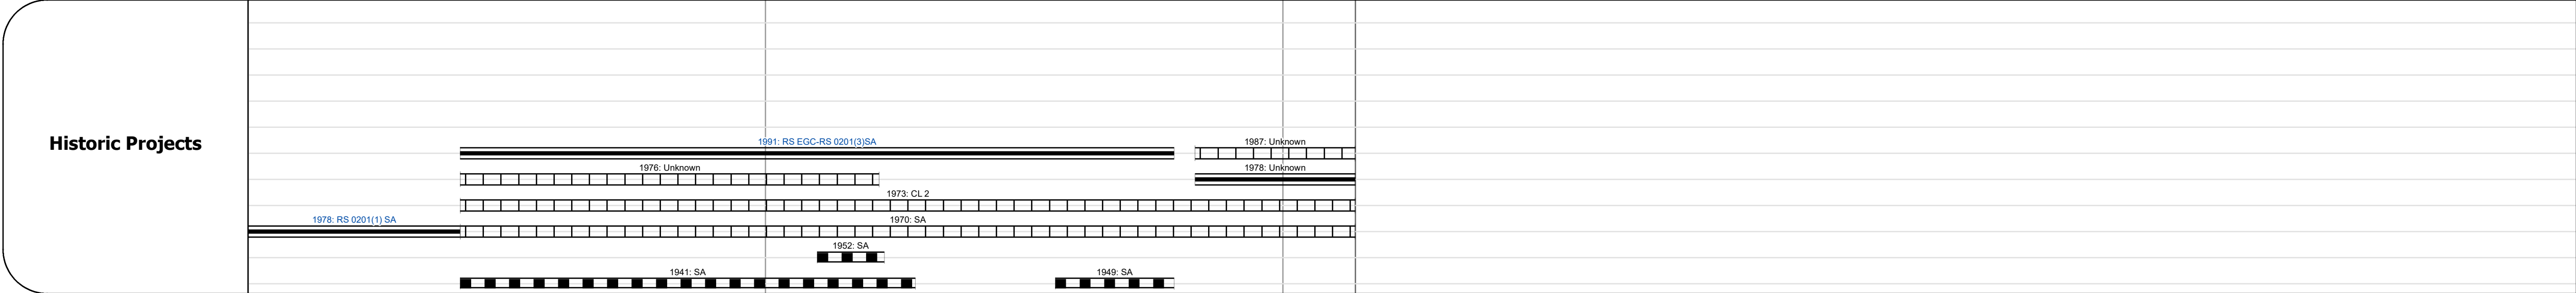 Historic Projects
1991: RS EGC-RS 0201(3)SA
1987: Unknown
1976: Unknown
1978: Unknown
1973: CL 2
1978: RS 0201(1) SA
1970: SA
1952: SA
1941: SA
1949: SA